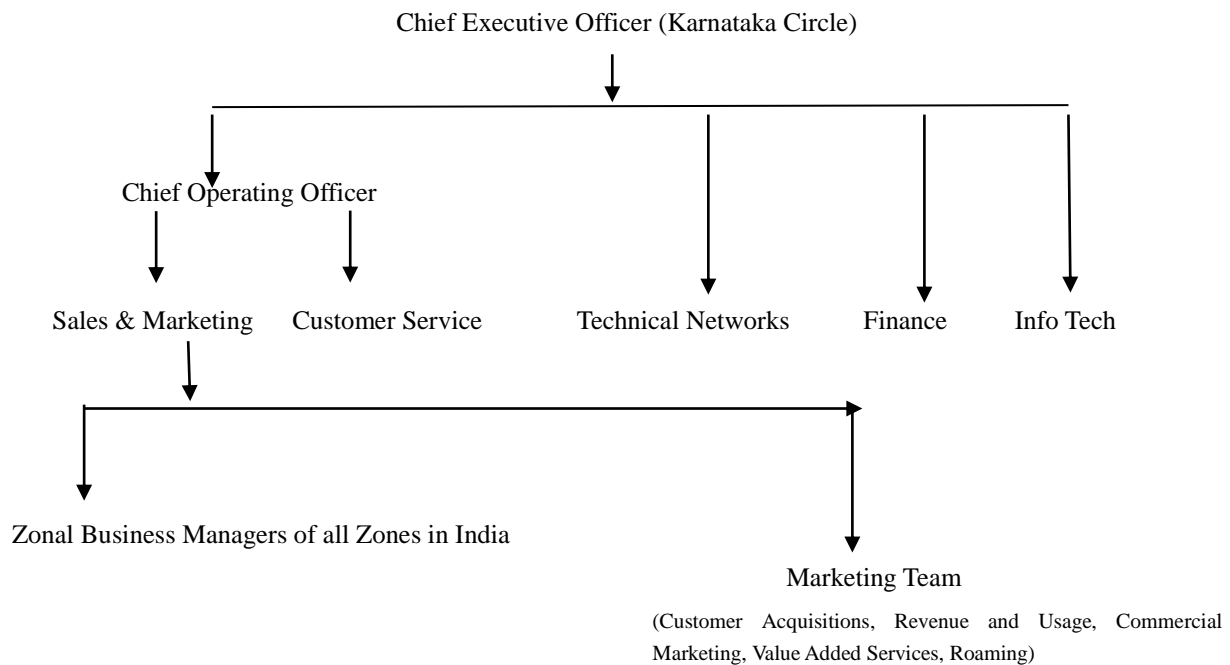 Chief Executive Officer (Karnataka Circle)
Chief Operating Officer
Sales & Marketing
Customer Service
Technical Networks
Finance
Info Tech
Zonal Business Managers of all Zones in India
Marketing Team
(Customer Acquisitions, Revenue and Usage, Commercial
Marketing, Value Added Services, Roaming)